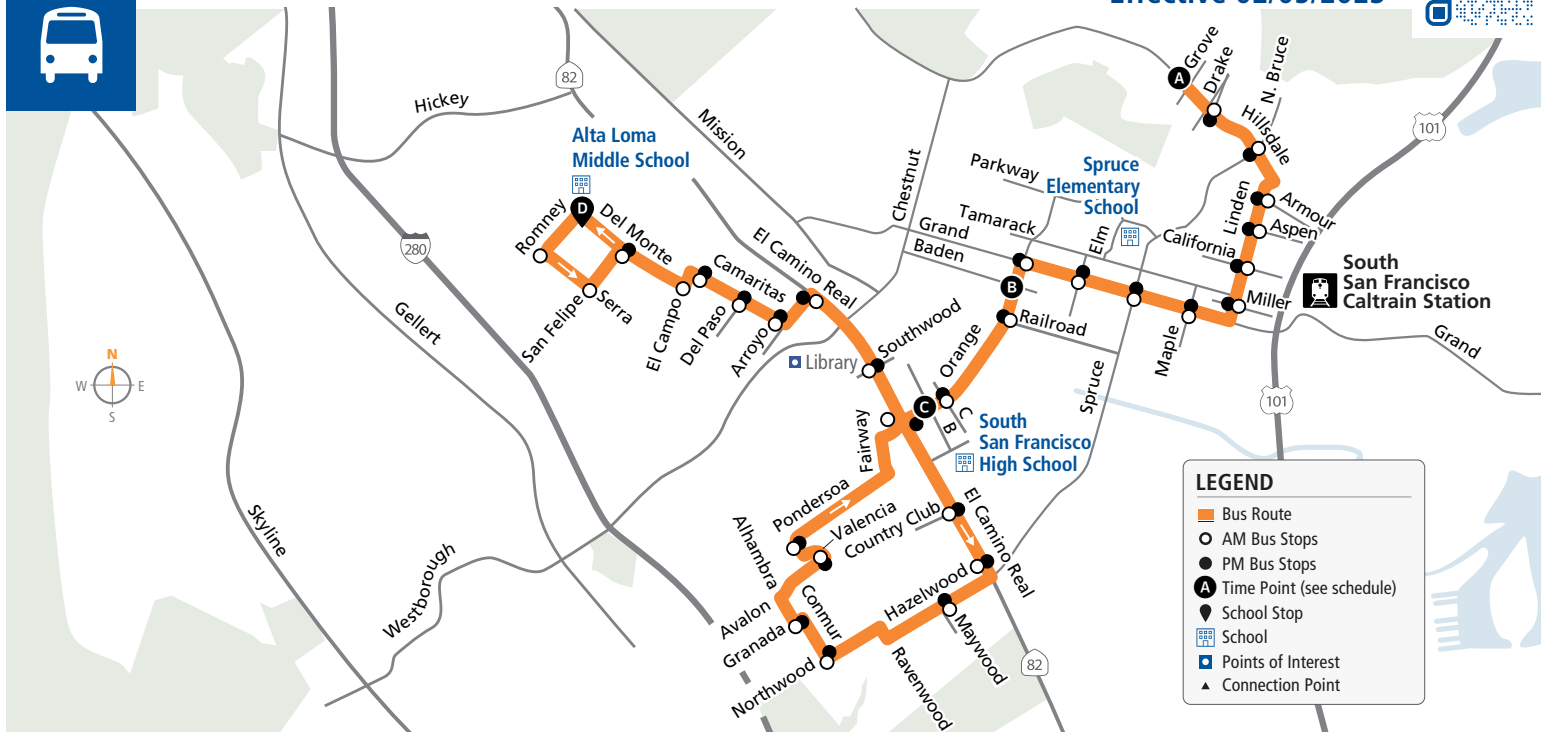 Effective 02/05/2023
82
Hickey
Mission
Alta Loma
Middle School
280
Romney
Del Monte
San Felipe
Serra
El Campo
Camaritas
Del Paso
Arroyo
El Camino Real
D
Gellert
Skyline
Westborough
N
W
E
S
Library
Southwood
Chestnut
Grand
Baden
Parkway
Tamarack
Spruce
Elementary
School
Elm
A
Grove
Drake
N. Bruce
Hillsdale
101
Linden
Armour
Aspen
California
Miller
South
San Francisco
Caltrain Station
Grand
Maple
B
Railroad
Orange
Spruce
101
C
C
B
South
San Francisco
High School
Fairway
Pondersoa
Valencia
Country Club
El Camino Real
Alhambra
Avalon
Conmur
Granada
Northwood
Hazelwood
Maywood
Ravenwood
82
LEGEND
Bus Route
AM Bus Stops
PM Bus Stops
A Time Point (see schedule)
School Stop
School
Points of Interest
Connection Point